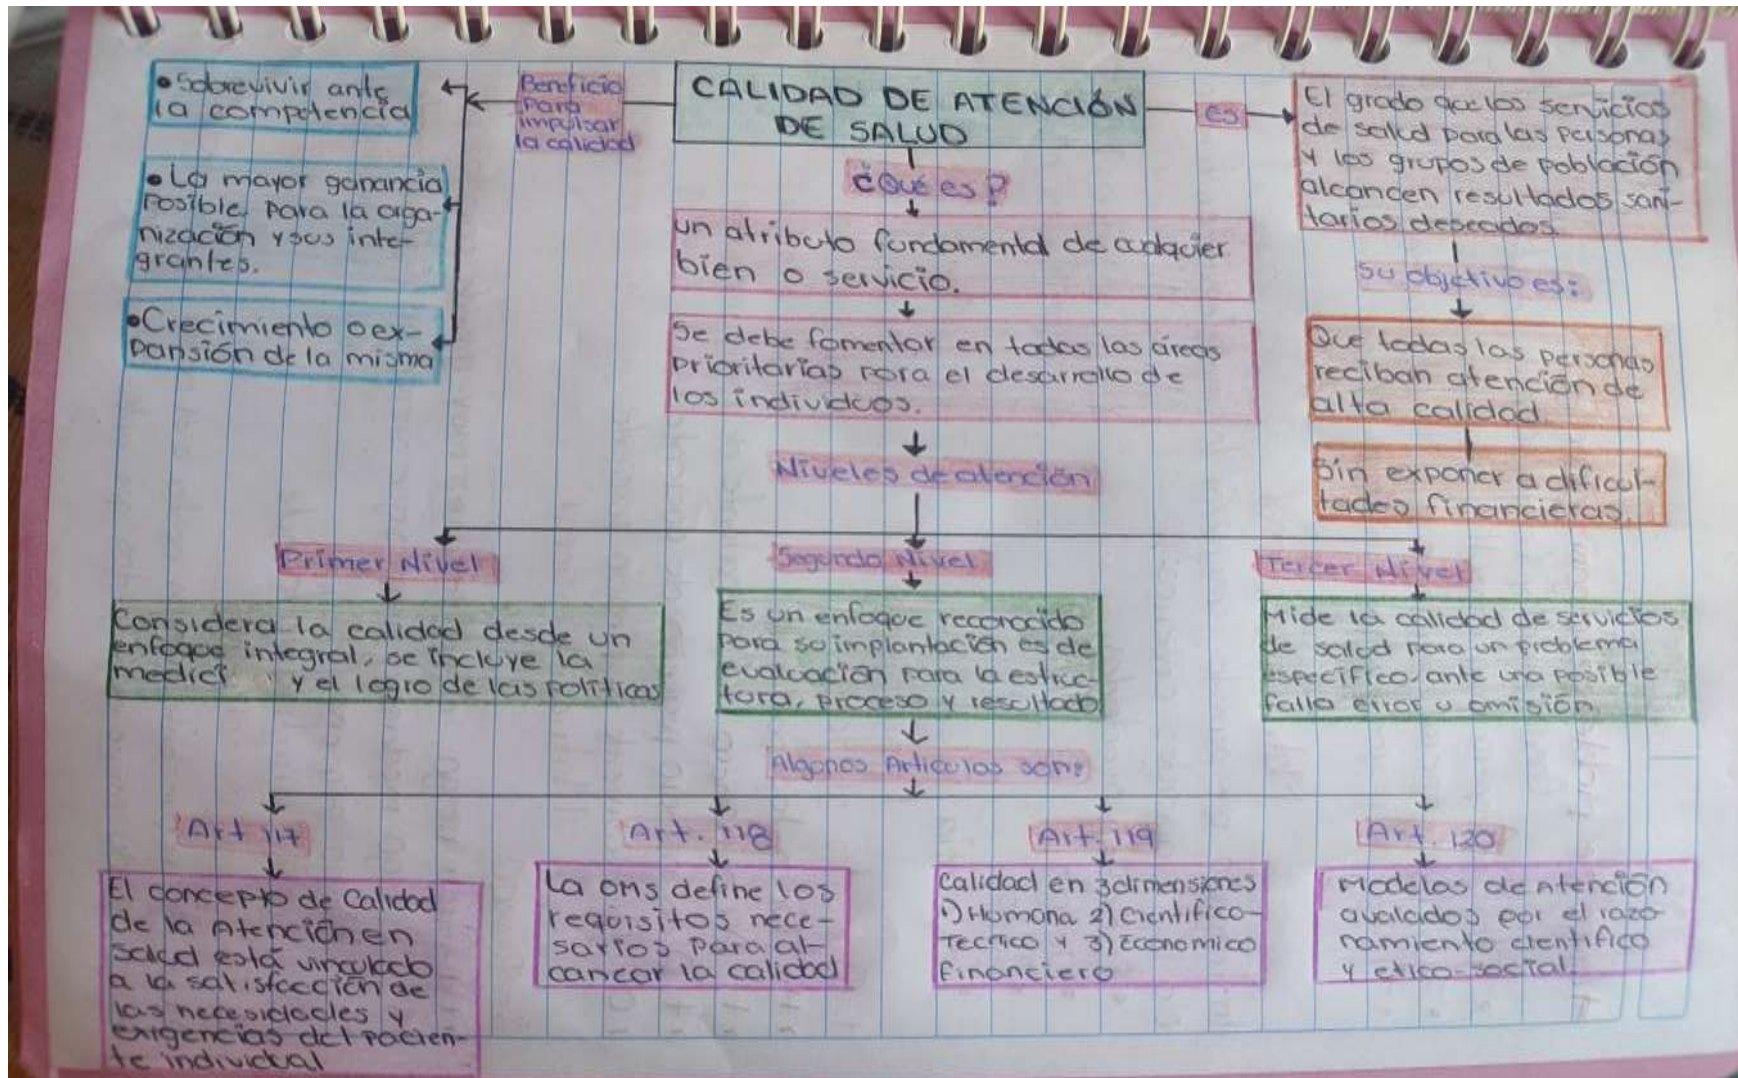 CALIDAD DE ATENCIÓN
DE SALUD
Beneficio
para
impulsar
la calidad
• Sobrevivir ante
la competencia
• La mayor ganancia
Posible para la orga-
nización y sus inte-
grantes.
• Crecimiento o ex-
pansión de la misma
es
El grado que los servicios
de salud para las personas
y los grupos de población
alcancen resultados sani-
tarios deseados
Su objetivo es:
Que todas las personas
reciban atención de
alta calidad.
Sin exponer a dificul-
tades financieras.
¿Qué es?
un atributo fundamental de cualquier
bien o servicio.
Se debe fomentar en todas las áreas
prioritarias para el desarrollo de
los individuos.
Niveles de atención
Primer Nivel
Considera la calidad desde un
enfoque integral, se incluye la
y el logro de las políticas
Segundo Nivel
Es un enfoque reconocido
para su implantación es de
evaluación para la estruc-
tura, proceso y resultado
Tercer Nivel
Mide la calidad de servicios
de salud para un problema
específico, ante una posible
falla error u omisión.
Algunos Artículos son:
Art 117
El concepto de Calidad
de la Atención en
Salud está vinculado
a la satisfacción de
las necesidades y
exigencias del pacien-
te individual
Art. 118
La oms define los
requisitos nece-
sarios para al-
canzar la calidad
Art. 119
Calidad en 3 dimensiones
1) Humana 2) Científico-
Tecnico y 3) Economico
financiero
Art. 120
Modelos de Atención
avalados por el razo-
namiento científico
y etico-social.